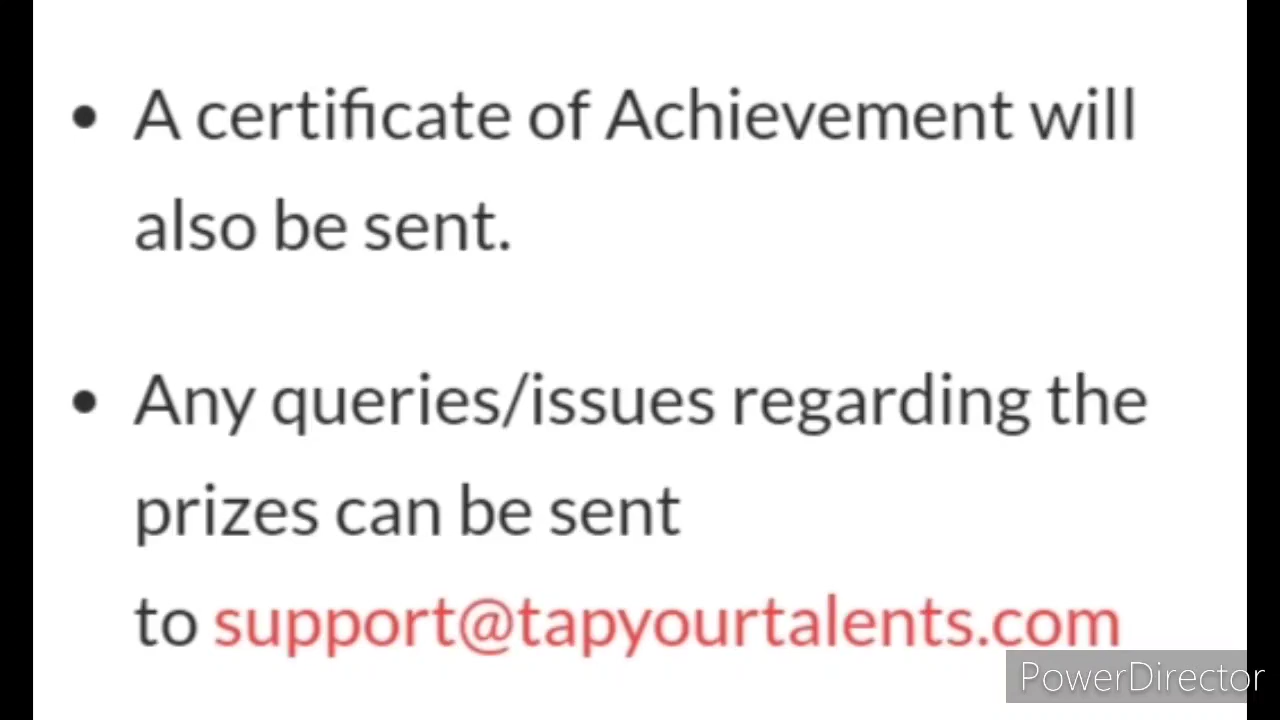 • A certificate of Achievement will
also be sent.
• Any queries/issues regarding the
prizes can be sent
to support@tapyourtalents.com
PowerDirector